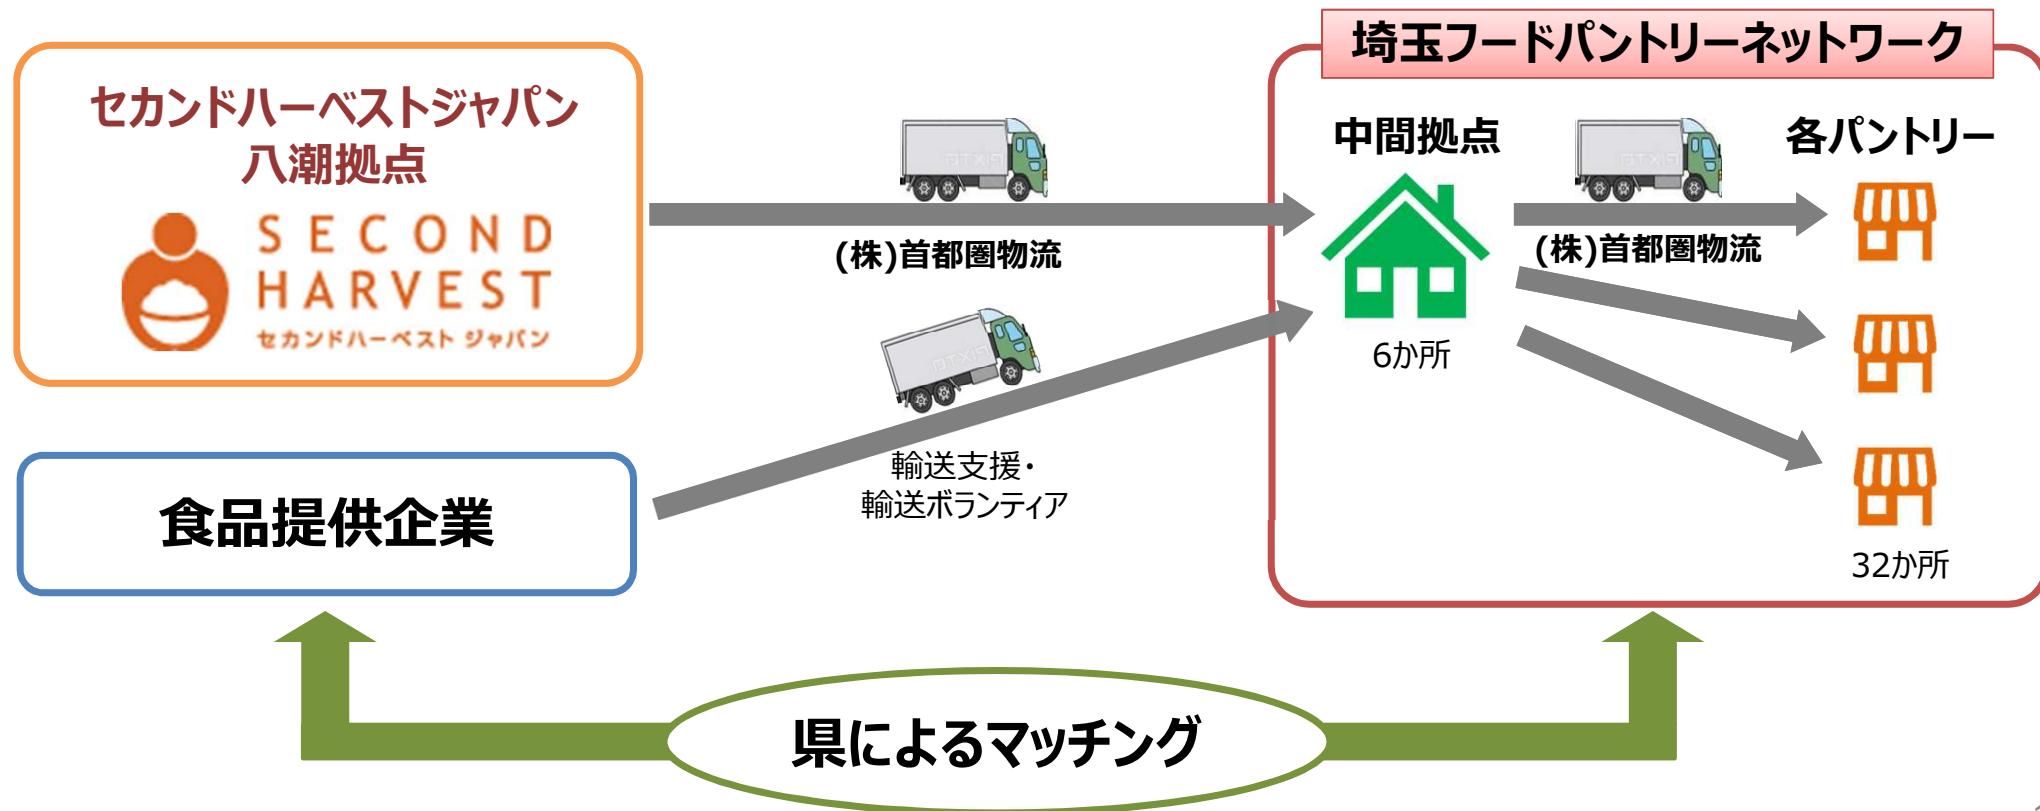 セカンドハーベストジャパン
八潮拠点
SECOND
HARVEST
セカンドハーベスト ジャパン
食品提供企業
(株)首都圏物流
輸送支援・
輸送ボランティア
埼玉フードパントリーネットワーク
中間拠点
6か所
(株)首都圏物流
各パントリー
32か所
県によるマッチング